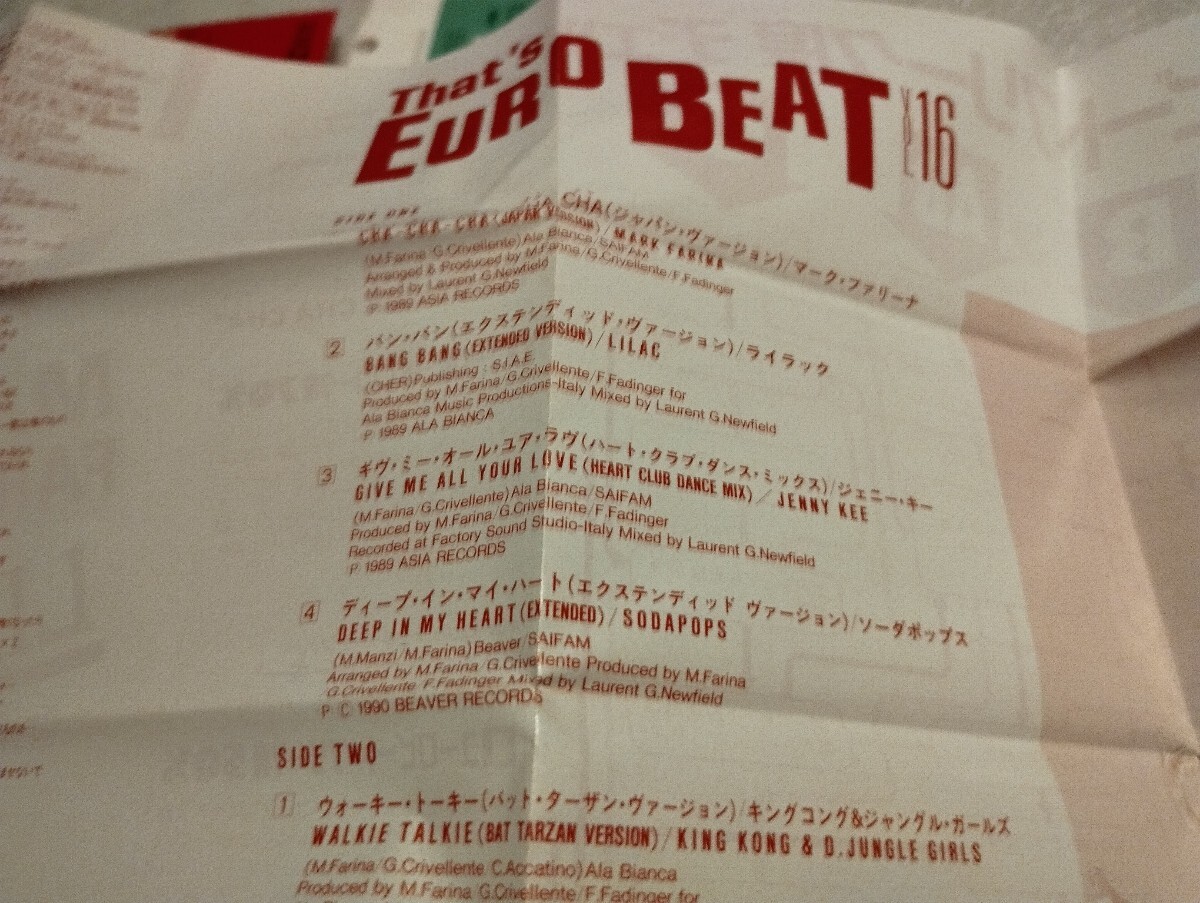 That's
EURO BEAT VOL 16
SIDE ONE
CHA CHA(ジャパン・ヴァージョン)/マーク・ファリーナ
CHA-CHA-CHA(JAPAN VERSION)/MARK FARINA
(M.Farina/G.Crivellente)Ala Bianca/SAIFAM
Arranged & Produced by M.Farina/G.Crivellente/F.Fadinger
Mixed by Laurent G.Newfield
℗ 1989 ASIA RECORDS
2 バン・バン(エクステンディッド・ヴァージョン)/ライラック
BANG BANG(EXTENDED VERSION)/LILAC
(CHER)Publishing : S.I.A.E.
Produced by M.Farina/G.Crivellente/F.Fadinger for
Ala Bianca Music Productions-Italy Mixed by Laurent G.Newfield
℗ 1989 ALA BIANCA
3 ギヴ・ミー・オール・ユア・ラヴ(ハート・クラブ・ダンス・ミックス)/ジェニー・キー
GIVE ME ALL YOUR LOVE(HEART CLUB DANCE MIX)/JENNY KEE
(M.Farina/G.Crivellente)Ala Bianca/SAIFAM
Produced by M.Farina/G.Crivellente/F.Fadinger
Recorded at Factory Sound Studio-Italy Mixed by Laurent G.Newfield
℗ 1989 ASIA RECORDS
4 ディープ・イン・マイ・ハート(エクステンディッド ヴァージョン)/ソーダポップス
DEEP IN MY HEART(EXTENDED)/SODAPOPS
(M.Manzi/M.Farina)Beaver/SAIFAM
Arranged by M.Farina/G.Crivellente Produced by M.Farina
G.Crivellente F.Fadinger Mixed by Laurent G.Newfield
℗ © 1990 BEAVER RECORDS
SIDE TWO
1 ウォーキー・トーキー(バット・ターザン・ヴァージョン)/キングコング&ジャングル・ガールズ
WALKIE TALKIE(BAT TARZAN VERSION)/KING KONG & D.JUNGLE GIRLS
(M.Farina/G.Crivellente C.Accatino)Ala Bianca
Produced by M.Farina G.Crivellente/F.Fadinger for